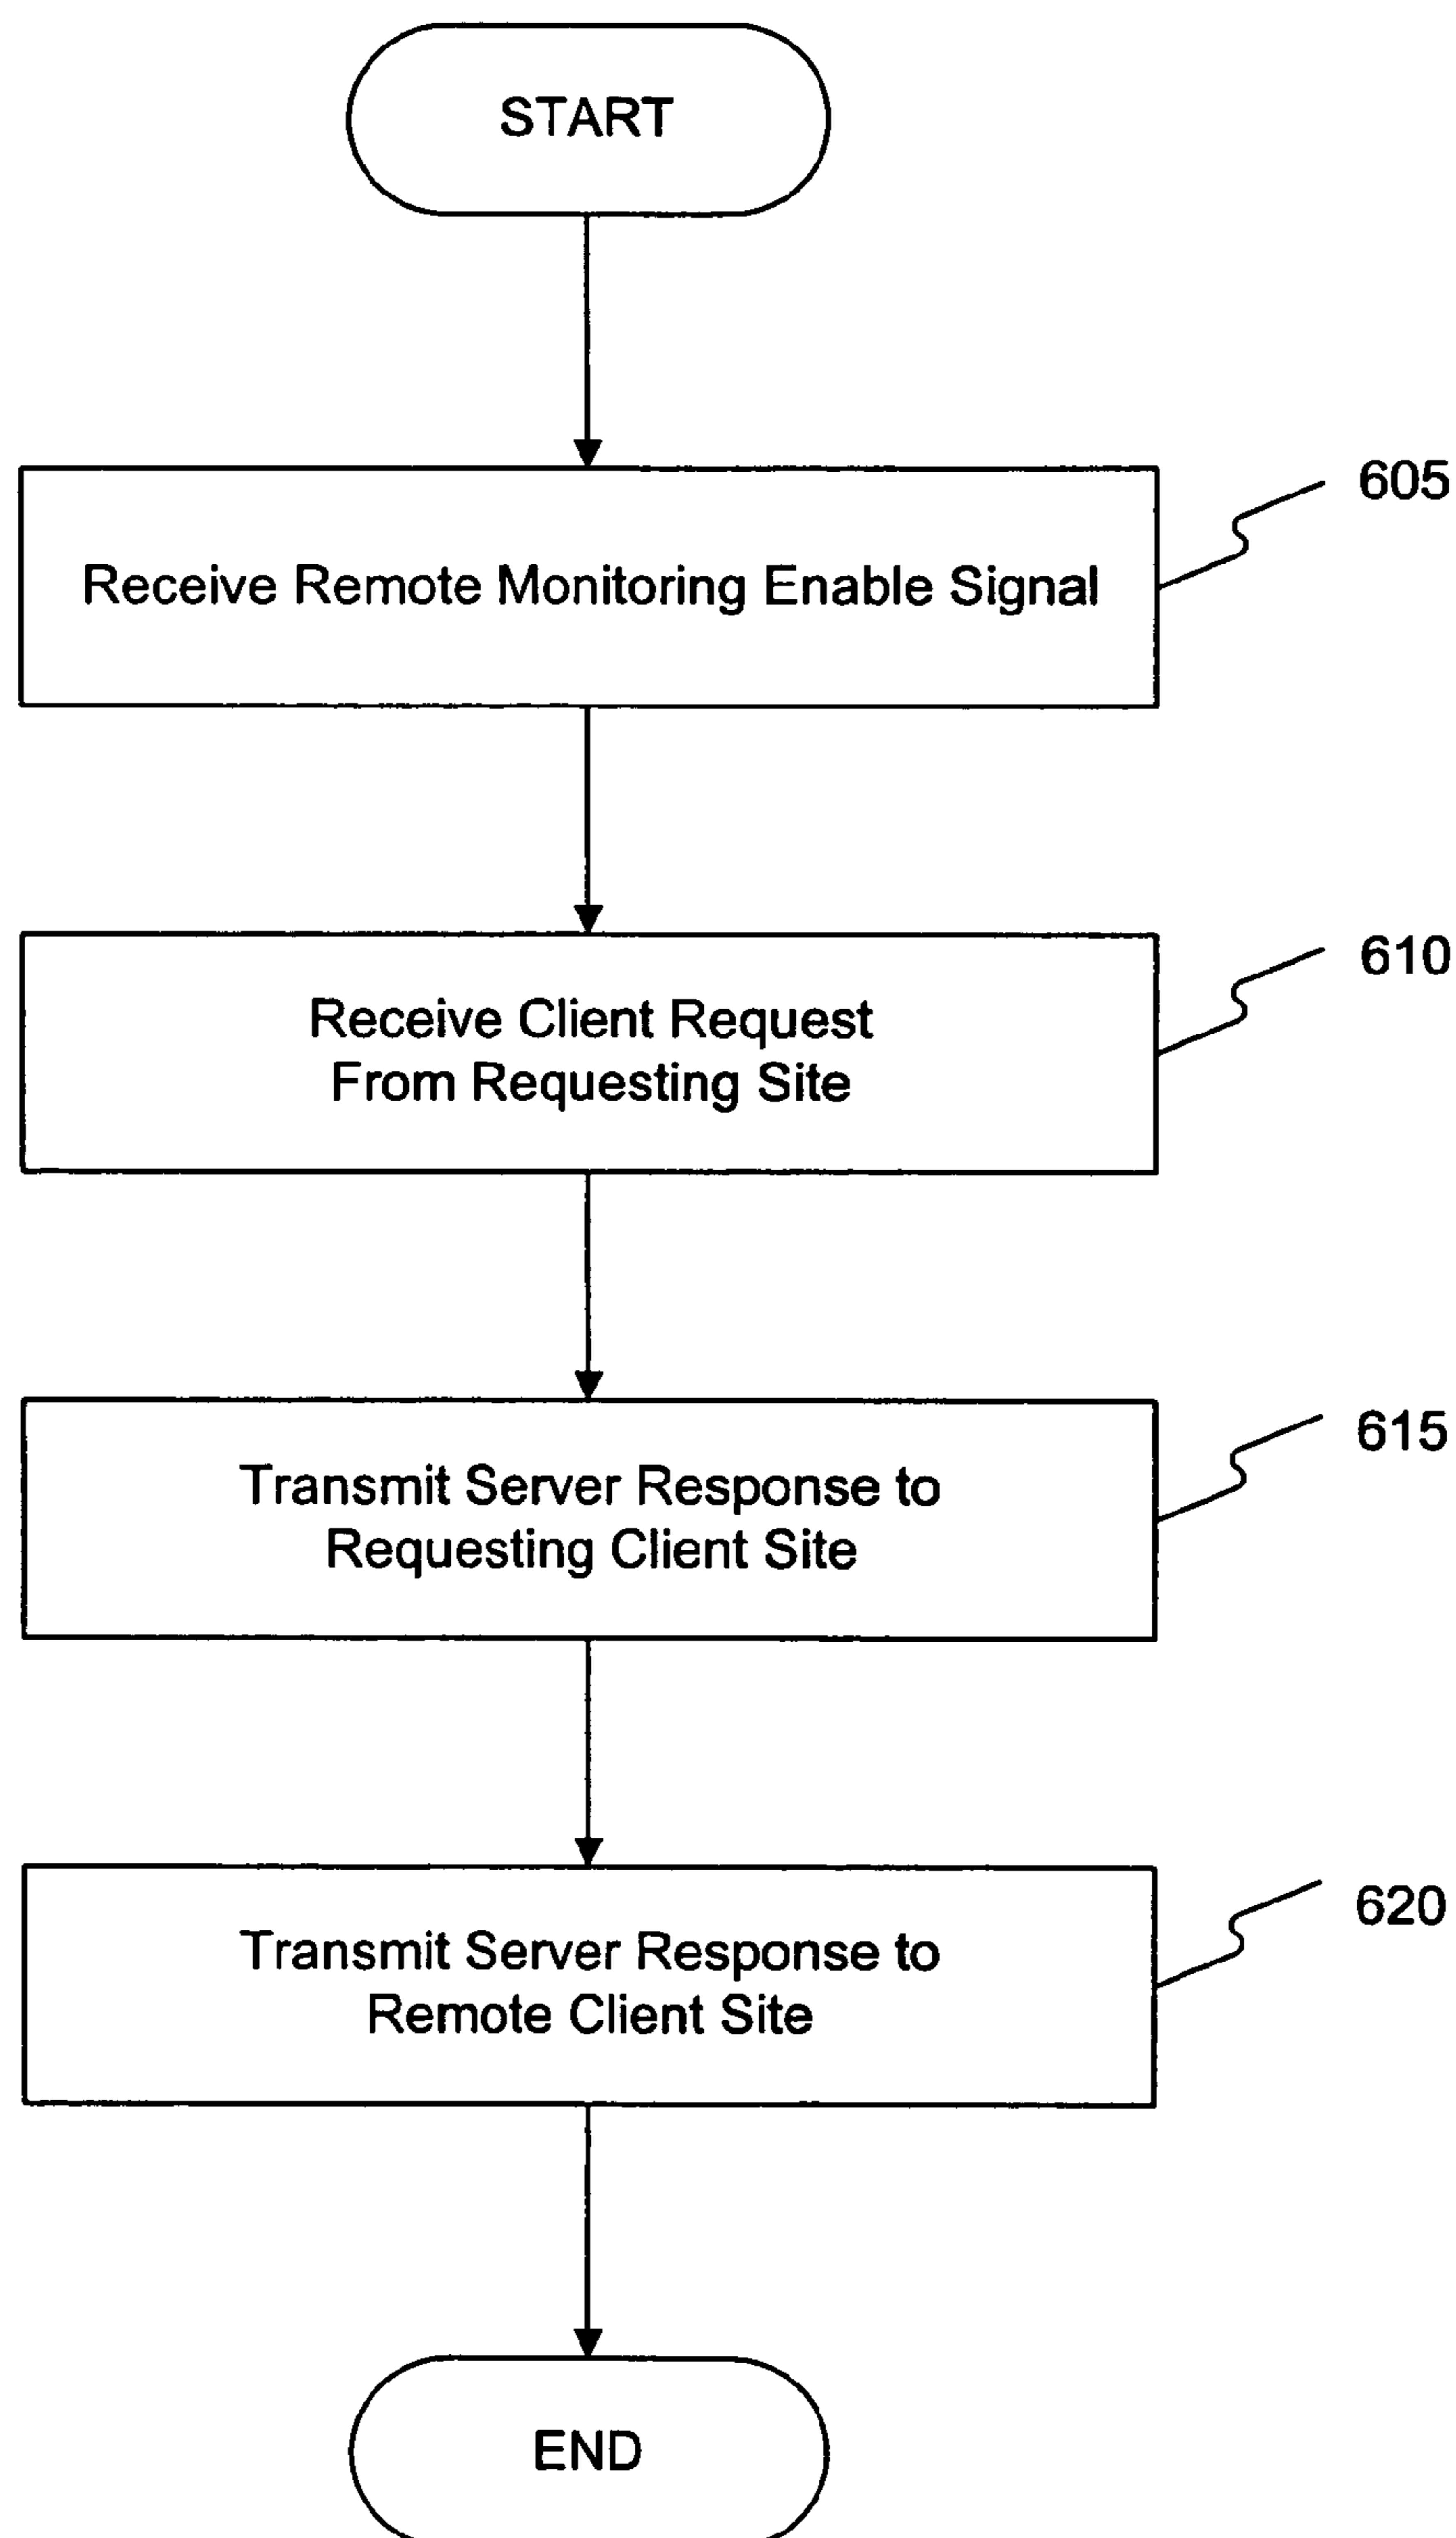 START
605
Receive Remote Monitoring Enable Signal
610
Receive Client Request
From Requesting Site
615
Transmit Server Response to
Requesting Client Site
620
Transmit Server Response to
Remote Client Site
END